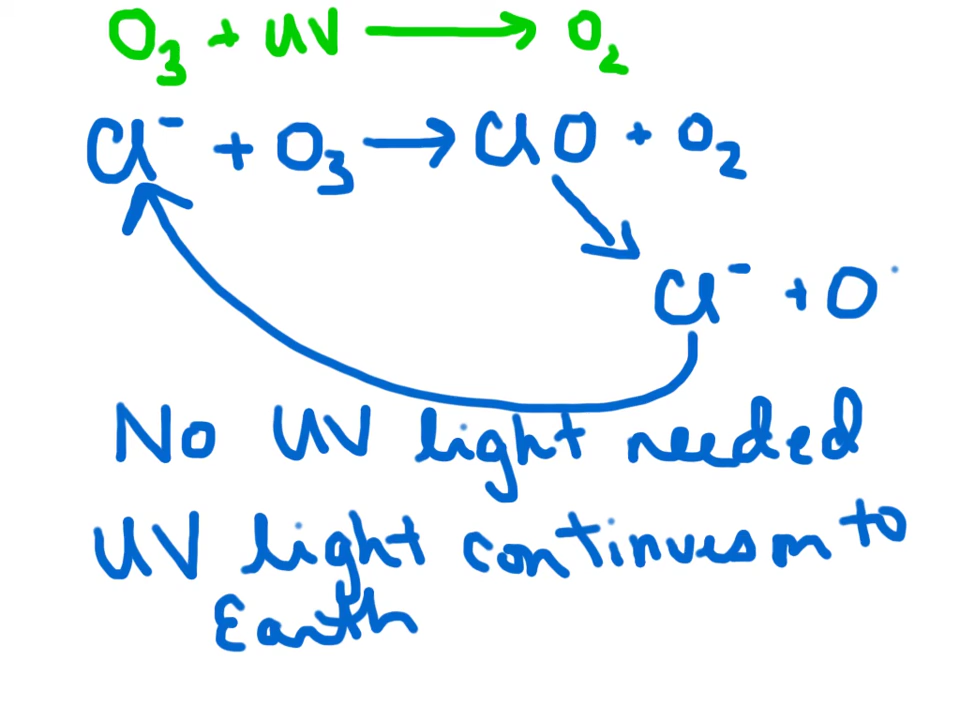 O₃ + UV → O₂
Cl⁻ + O₃ → ClO + O₂
Cl⁻ + O˙
No UV light needed
UV light continues on to
Earth